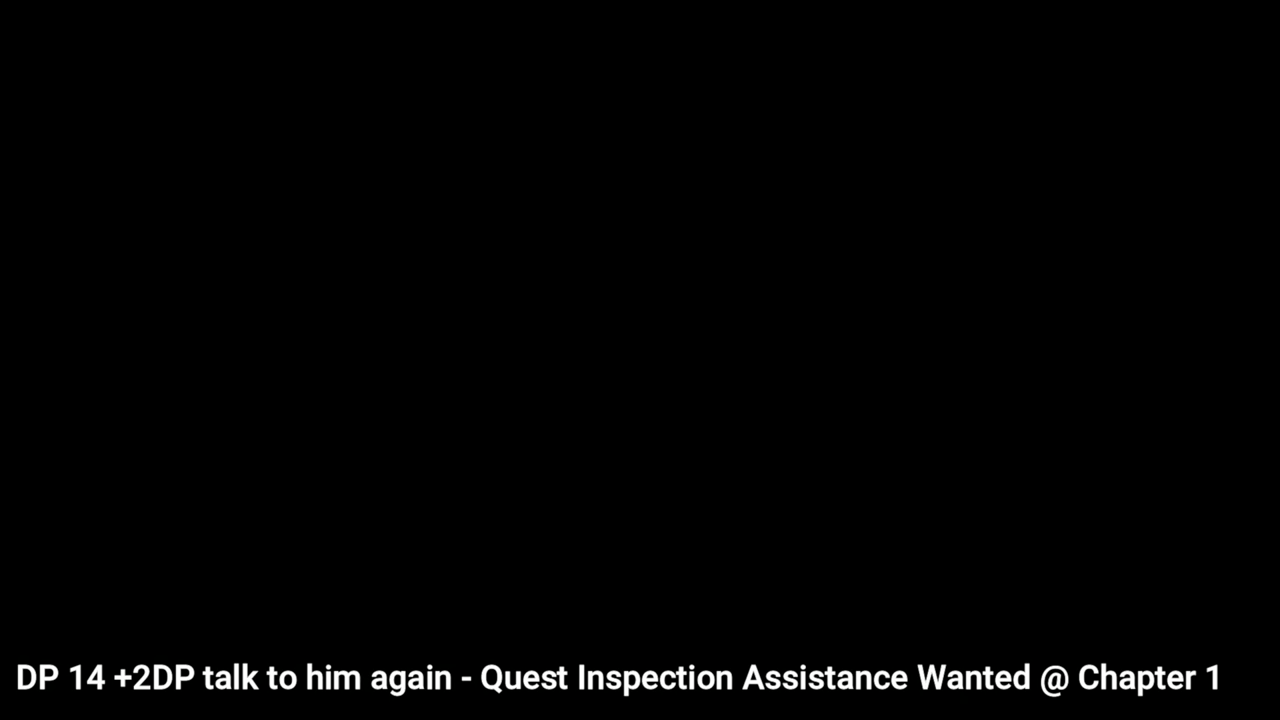 DP 14 +2DP talk to him again - Quest Inspection Assistance Wanted @ Chapter 1